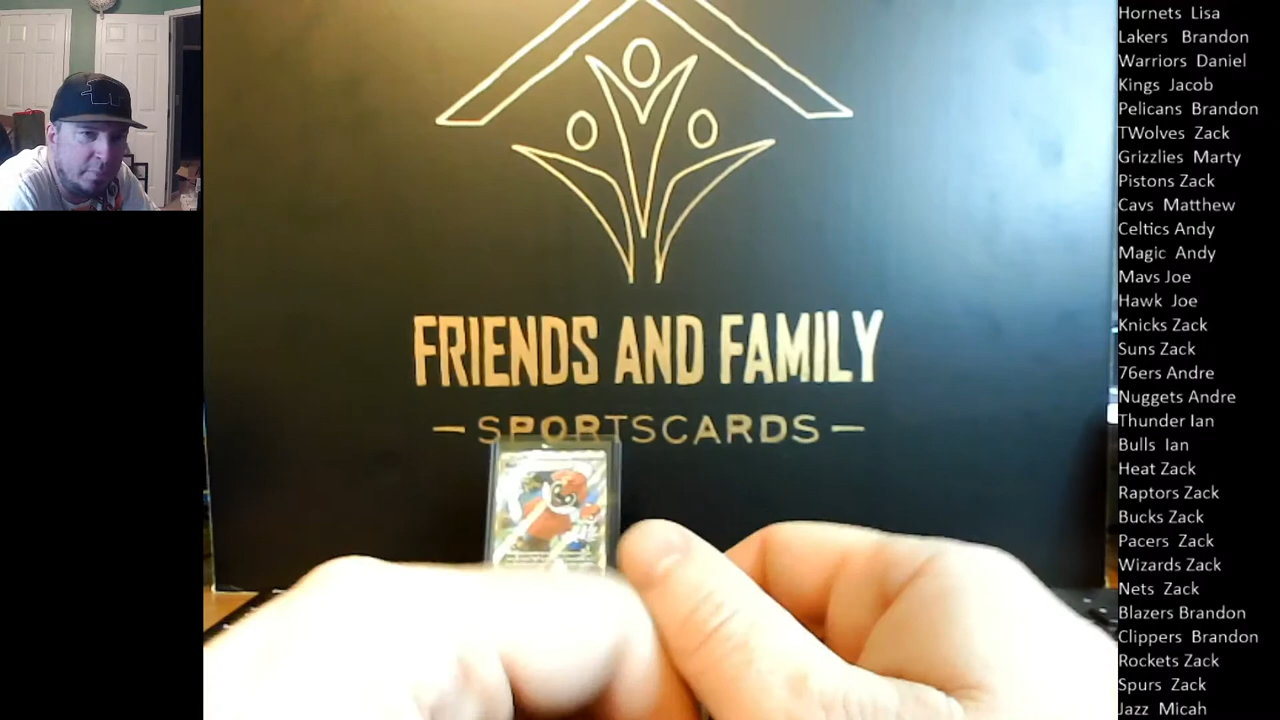 FRIENDS AND FAMILY
SPORTSCARDS
Hornets Lisa
Lakers Brandon
Warriors Daniel
Kings Jacob
Pelicans Brandon
TWolves Zack
Grizzlies Marty
Pistons Zack
Cavs Matthew
Celtics Andy
Magic Andy
Mavs Joe
Hawk Joe
Knicks Zack
Suns Zack
76ers Andre
Nuggets Andre
Thunder Ian
Bulls Ian
Heat Zack
Raptors Zack
Bucks Zack
Pacers Zack
Wizards Zack
Nets Zack
Blazers Brandon
Clippers Brandon
Rockets Zack
Spurs Zack
Jazz Micah